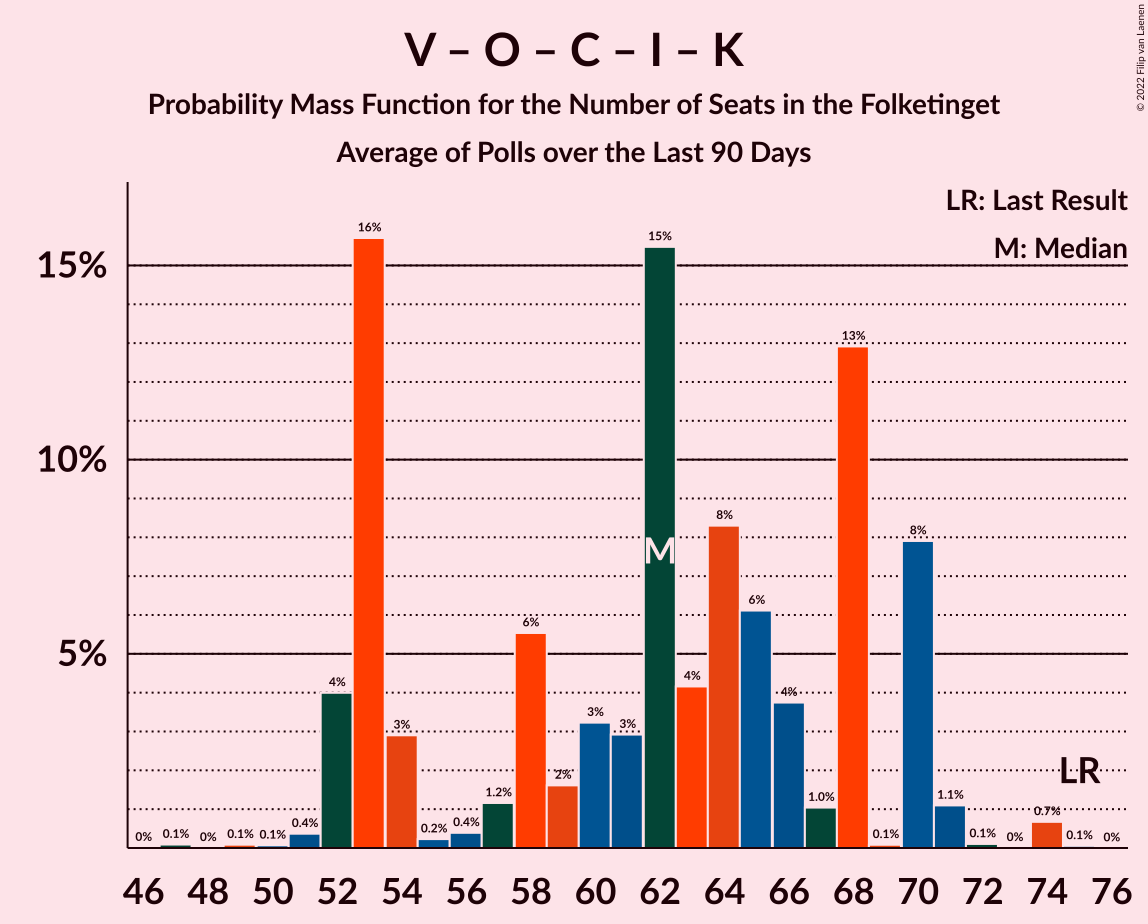 V – O – C – I – K
Probability Mass Function for the Number of Seats in the Folketinget
Average of Polls over the Last 90 Days
© 2022 Filip van Laenen
LR: Last Result
M: Median
15%
10%
5%
0% 0.1% 0% 0.1% 0.1% 0.4% 4% 16% 3% 0.2% 0.4% 1.2% 6% 2% 3% 3% 15% 4% 8% 6% 4% 1.0% 13% 0.1% 8% 1.1% 0.1% 0% 0.7% 0.1% 0%
M
LR
46 48 50 52 54 56 58 60 62 64 66 68 70 72 74 76